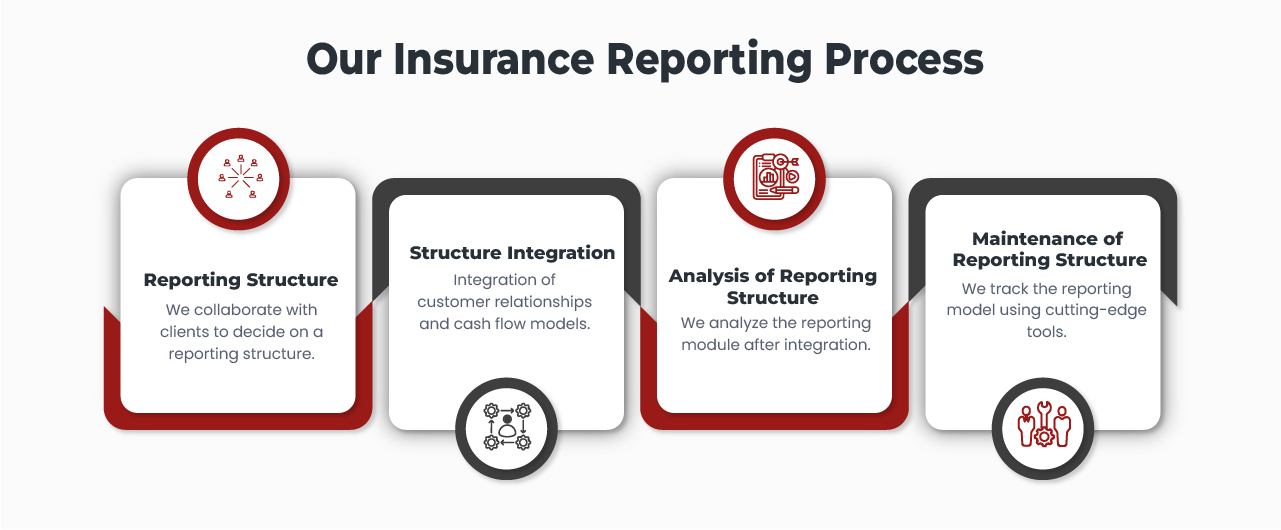 Our Insurance Reporting Process
Reporting Structure
We collaborate with
clients to decide on a
reporting structure.
Structure Integration
Integration of
customer relationships
and cash flow models.
Analysis of Reporting
Structure
We analyze the reporting
module after integration.
Maintenance of
Reporting Structure
We track the reporting
model using cutting-edge
tools.